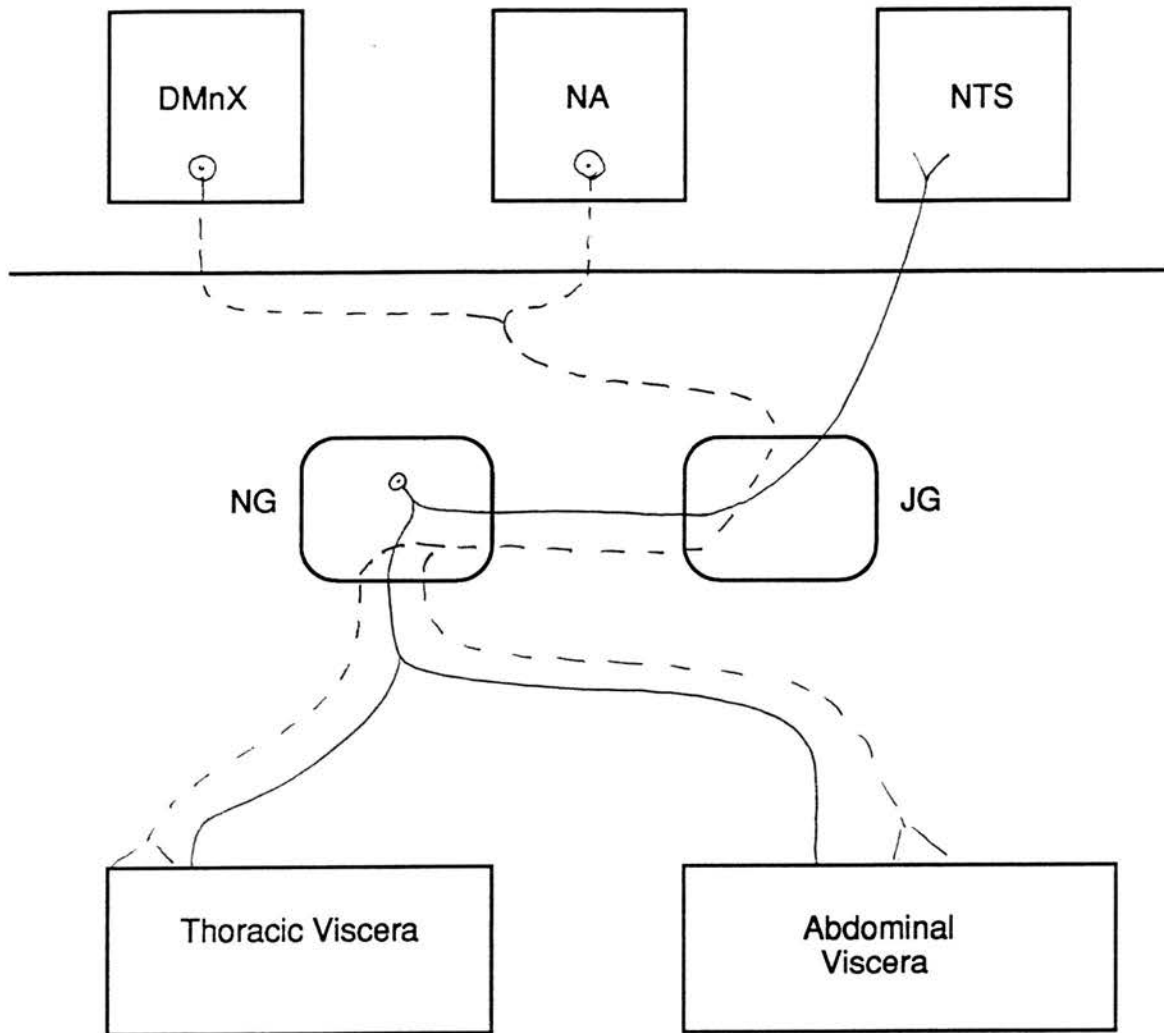 DMnX
NA
NTS
NG
JG
Thoracic Viscera
Abdominal
Viscera